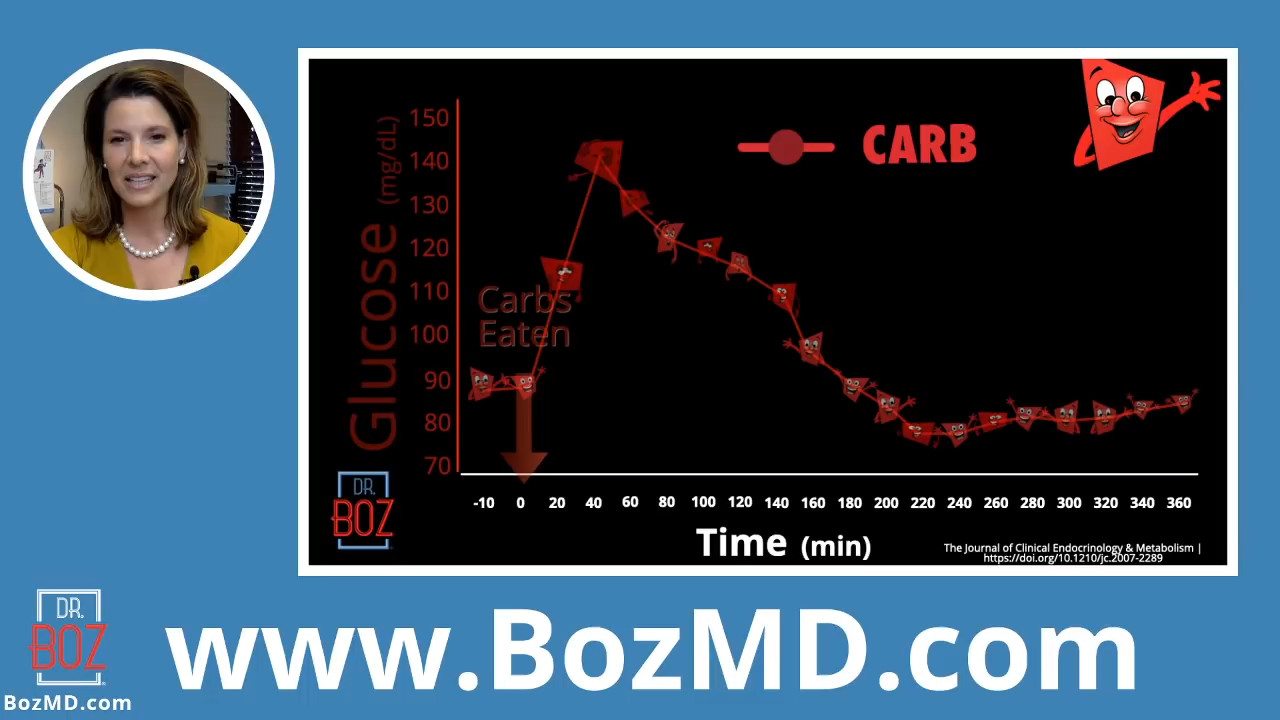 150
140
130
120
110
100
90
80
70
Glucose (mg/dL)
CARB
Carbs
Eaten
-10 0 20 40 60 80 100 120 140 160 180 200 220 240 260 280 300 320 340 360
Time (min)
The Journal of Clinical Endocrinology & Metabolism |
https://doi.org/10.1210/jc.2007-2289
DR.
BOZ
DR.
BOZ
BozMD.com
www.BozMD.com